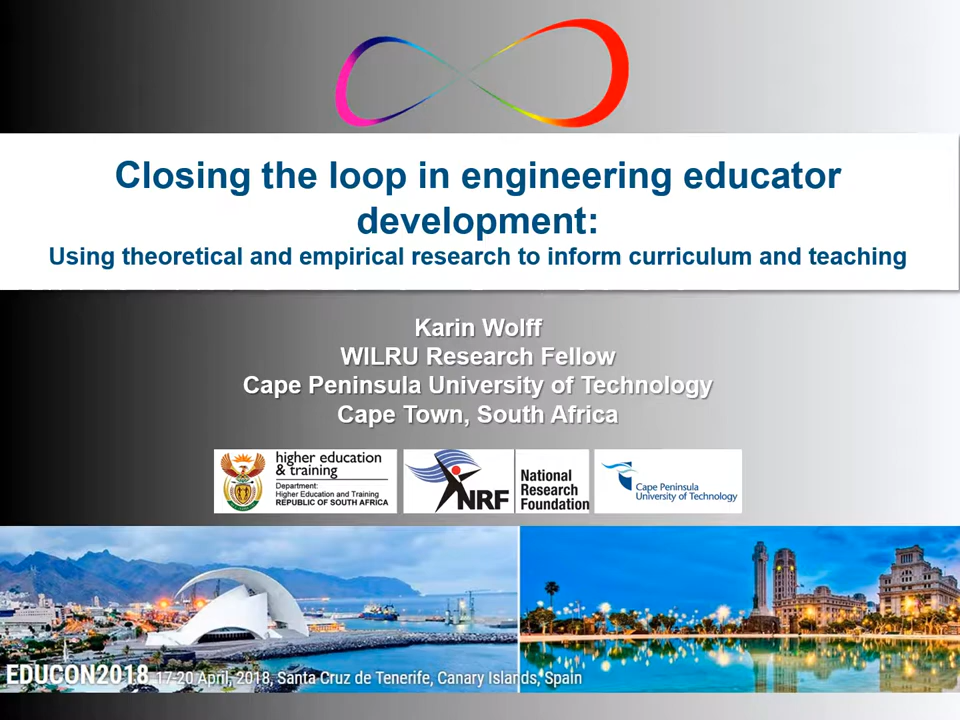 Closing the loop in engineering educator
development:
Using theoretical and empirical research to inform curriculum and teaching
Karin Wolff
WILRU Research Fellow
Cape Peninsula University of Technology
Cape Town, South Africa
higher education
& training
Department:
Higher Education and Training
REPUBLIC OF SOUTH AFRICA
NRF
National
Research
Foundation
Cape Peninsula
University of Technology
EDUCON2018 17-20 April, 2018, Santa Cruz de Tenerife, Canary Islands, Spain